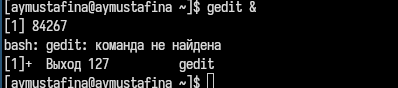 [aymustafina@aymustafina ~]$ gedit &
[1] 84267
bash: gedit: команда не найдена
[1]+  Выход 127         gedit
[aymustafina@aymustafina ~]$